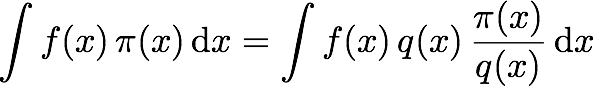 ∫ f(x) π(x) dx = ∫ f(x) q(x) π(x)/q(x) dx